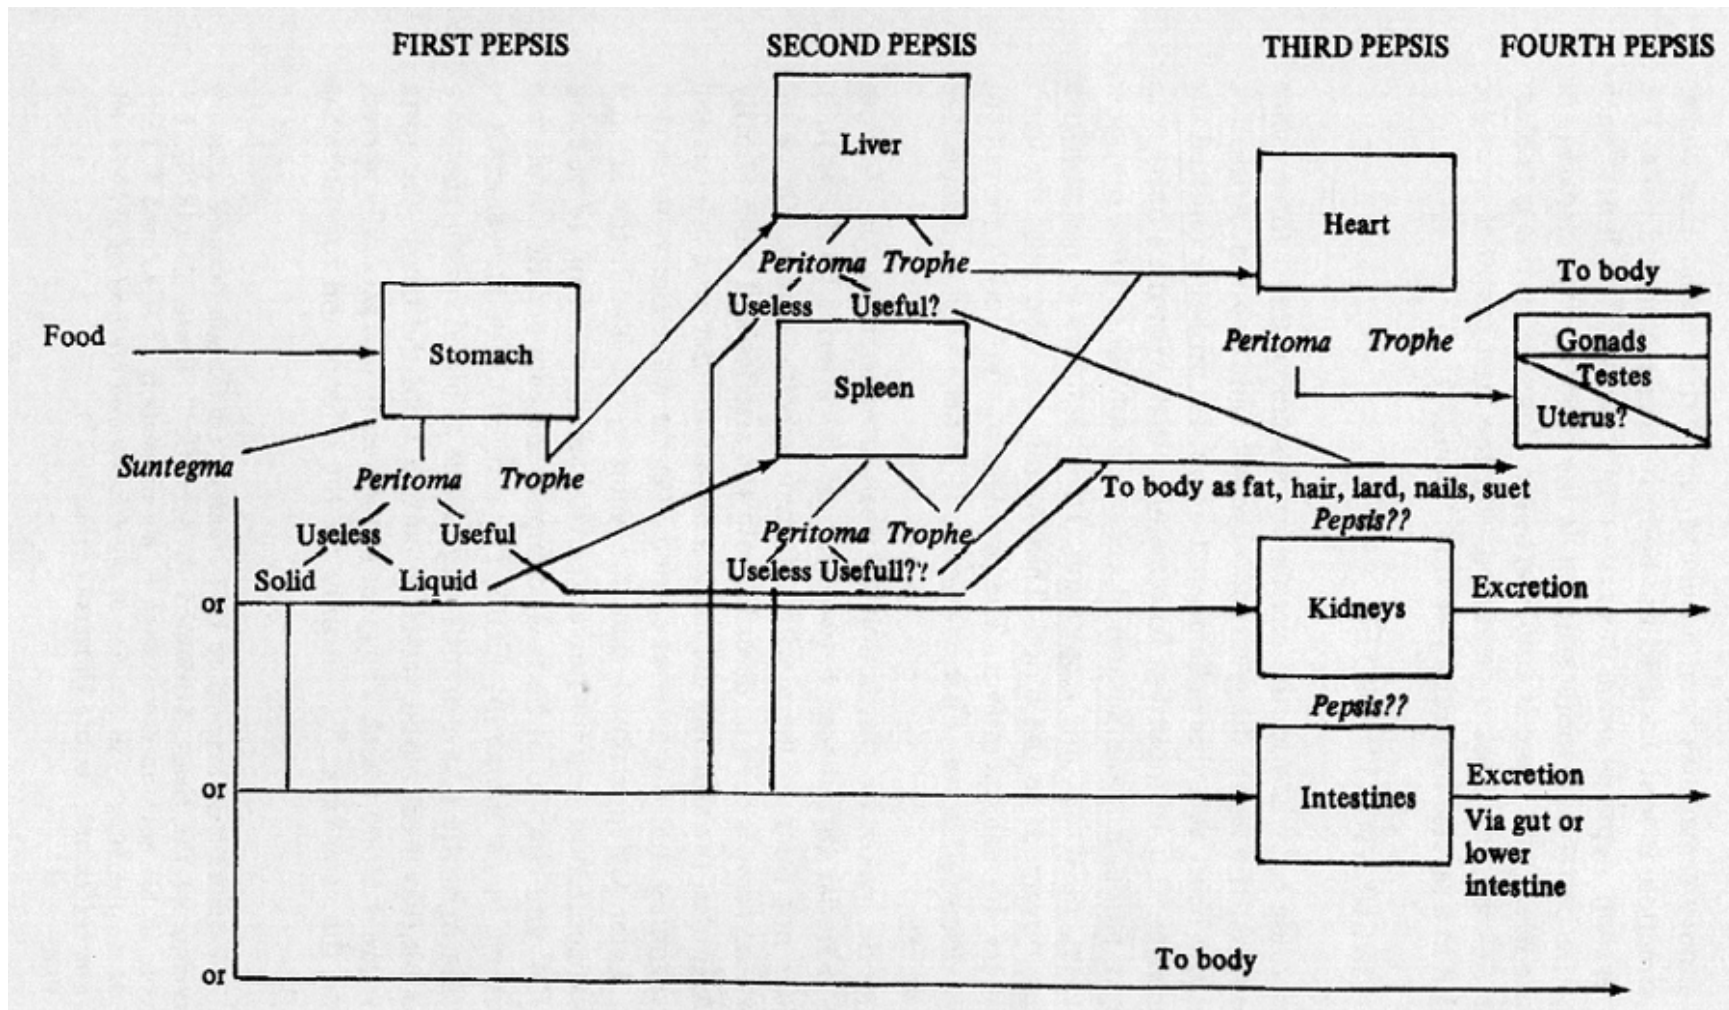 FIRST PEPSIS
SECOND PEPSIS
THIRD PEPSIS
FOURTH PEPSIS
Liver
Heart
Peritoma
Trophe
To body
Useless
Useful?
Food
Stomach
Peritoma
Trophe
Gonads
Testes
Uterus?
Spleen
Suntegma
Peritoma
Trophe
To body as fat, hair, lard, nails, suet
Pepsis??
Useless
Useful
Peritoma
Trophe
Solid
Liquid
Useless
Usefull??
or
Kidneys
Excretion
Pepsis??
or
Intestines
Excretion
Via gut or
lower
intestine
or
To body